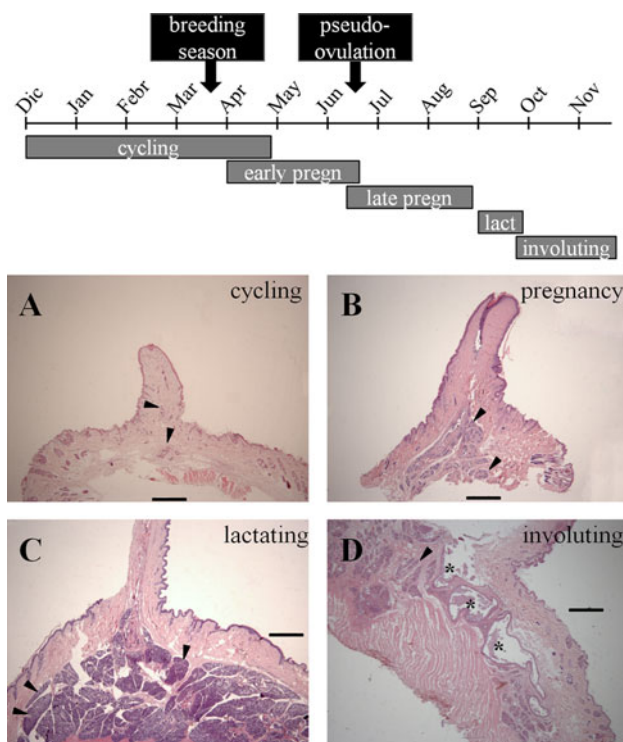 breeding
season
pseudo-
ovulation
Dic Jan Febr Mar Apr May Jun Jul Aug Sep Oct Nov
cycling
early pregn
late pregn
lact
involuting
A cycling
B pregnancy
C lactating
D involuting
*
*
*